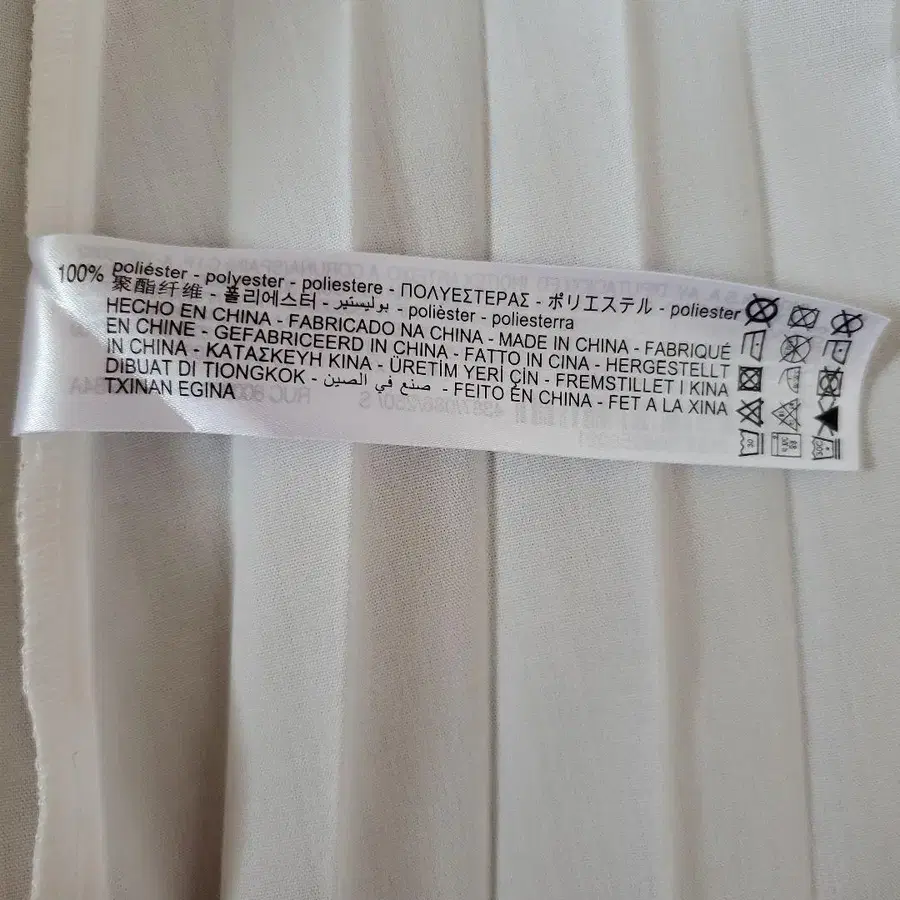 100% poliéster - polyester - poliestere - ΠΟΛΥΕΣΤΕΡΑΣ - ポリエステル - poliester
聚酯纤维 - 폴리에스터 - بوليستير - polièster - poliesterra
HECHO EN CHINA - FABRICADO NA CHINA - MADE IN CHINA - FABRIQUÉ
EN CHINE - GEFABRICEERD IN CHINA - FATTO IN CINA - HERGESTELLT
IN CHINA - ΚΑΤΑΣΚΕΥΗ ΚΙΝΑ - ÜRETİM YERİ ÇİN - FREMSTILLET I KINA
DIBUAT DI TIONGKOK - صنع في الصين - FEITO EN CHINA - FET A LA XINA
TXINAN EGINA